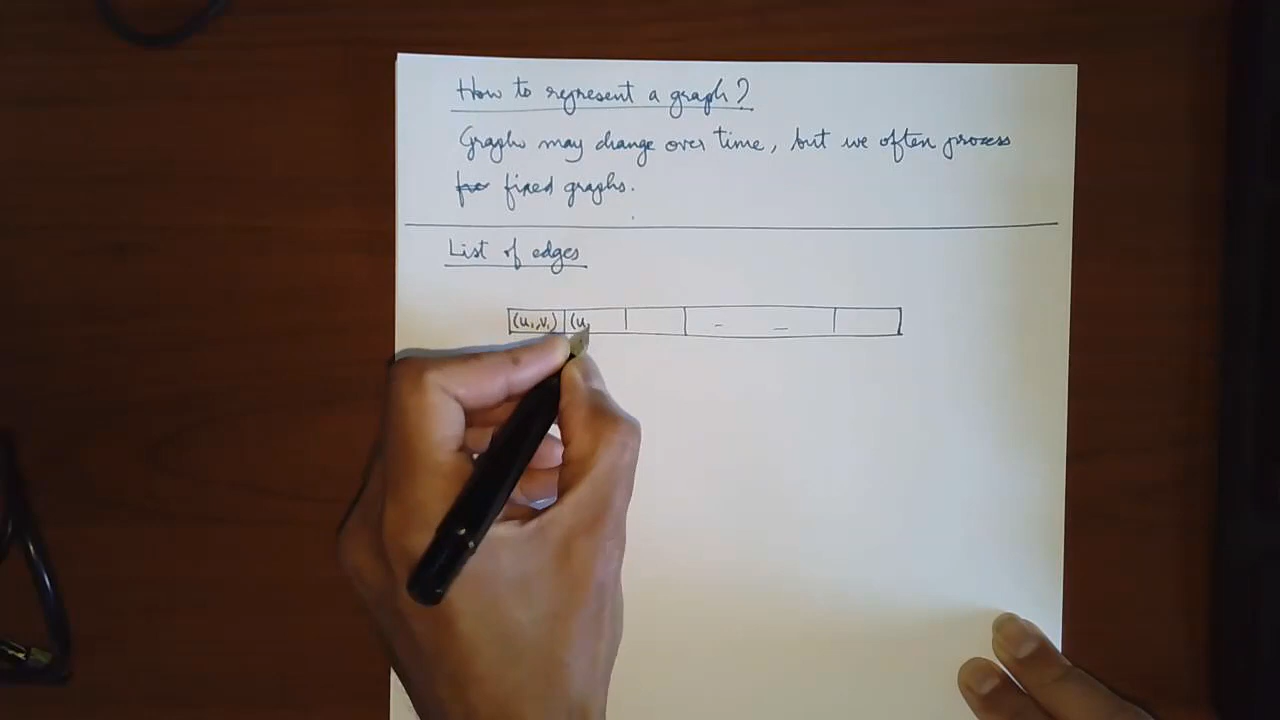 How to represent a graph?
Graphs may change over time, but we often process
for fixed graphs.
List of edges
(u₁,v₁) (u